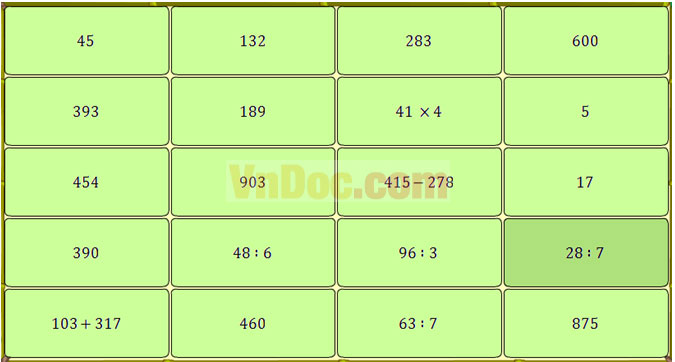 45 132 283 600
393 189 41 × 4 5
454 903 415 − 278 17
VnDoc.com
390 48 : 6 96 : 3 28 : 7
103 + 317 460 63 : 7 875